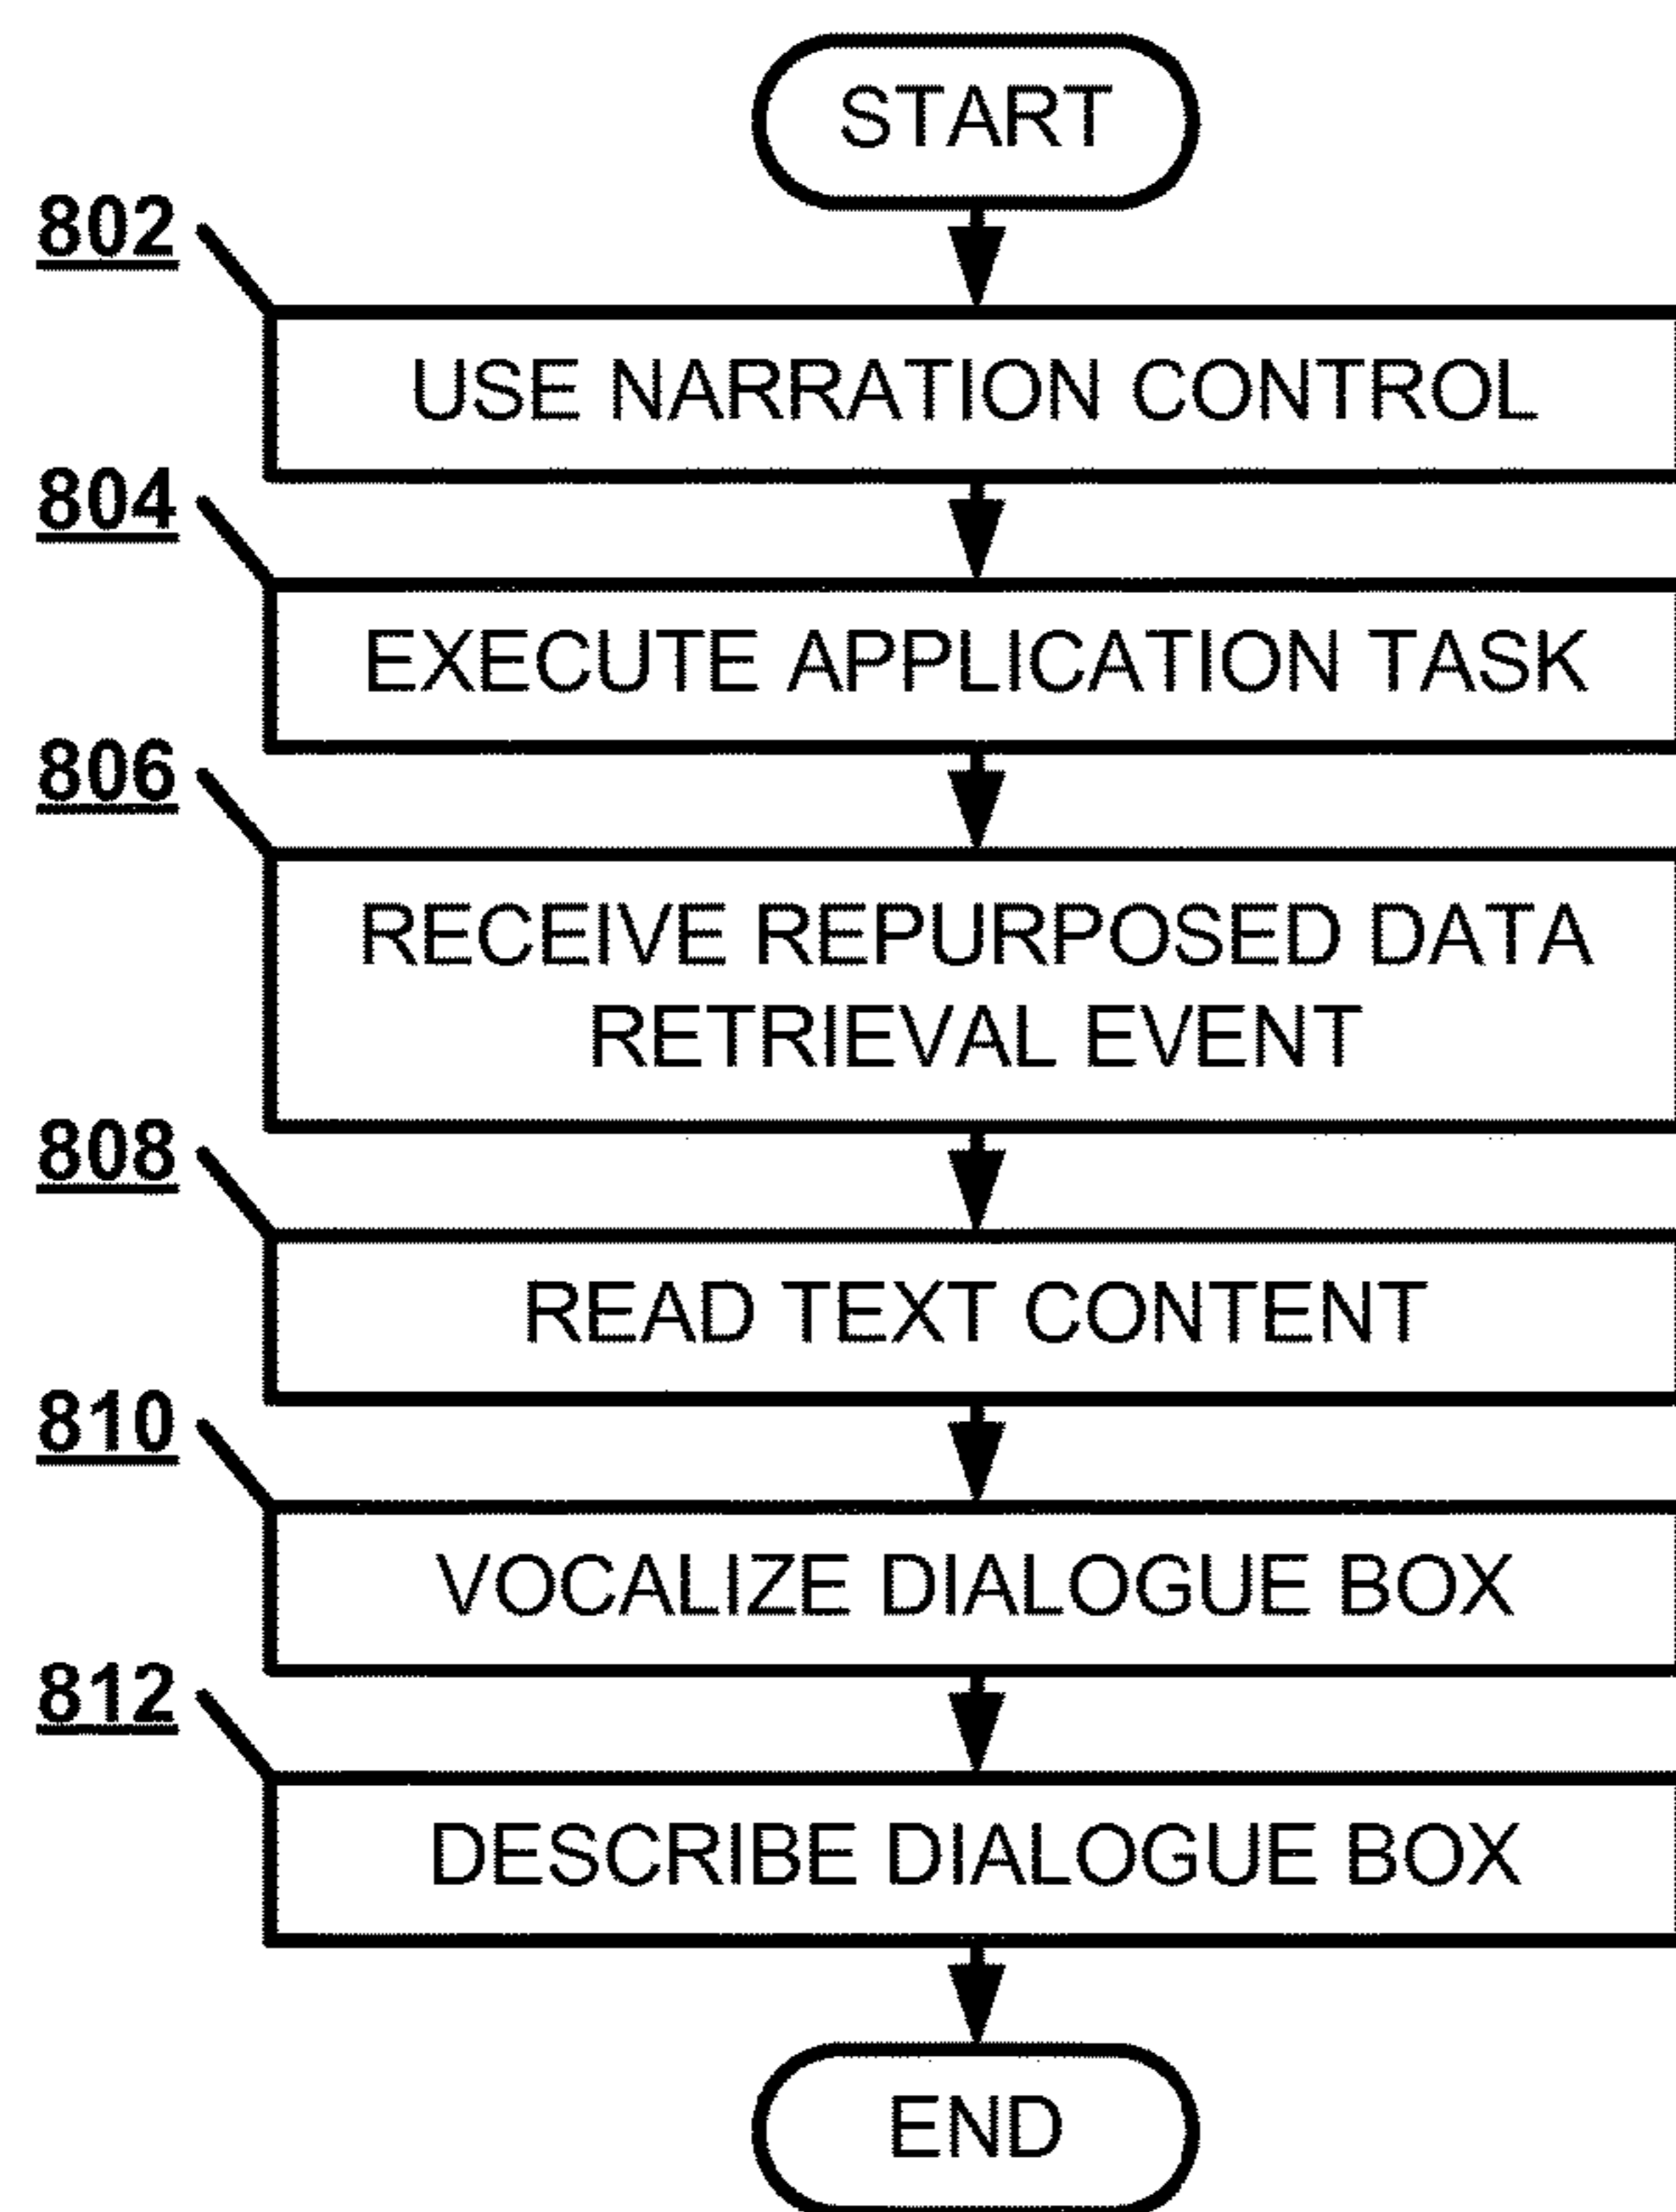 START
802
USE NARRATION CONTROL
804
EXECUTE APPLICATION TASK
806
RECEIVE REPURPOSED DATA
RETRIEVAL EVENT
808
READ TEXT CONTENT
810
VOCALIZE DIALOGUE BOX
812
DESCRIBE DIALOGUE BOX
END